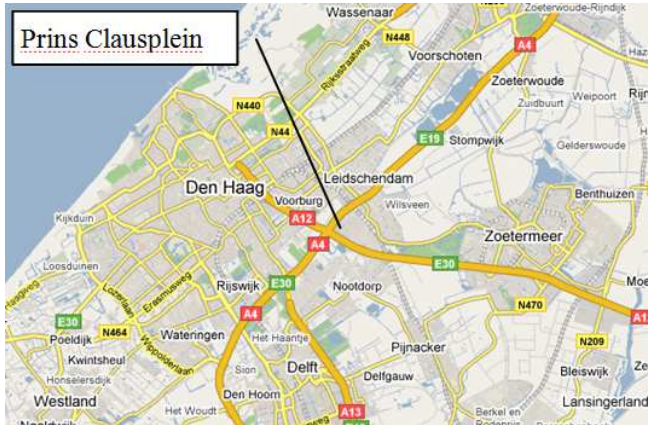 Prins Clausplein
Wassenaar
Zoeterwoude-Rijndijk
N448
A4
Voorschoten
Rijksstraatweg
Zoeterwoude
N440
Zuidbuurt
Weipoort
N44
E19
Stompwijk
Gelderswoude
Den Haag
Leidschendam
Voorburg
Wilsveen
Benthuizen
Kijkduin
A12
A4
Zoetermeer
Loosduinen
E30
E30
Rijswijk
Nootdorp
Lozerlaan
Erasmusweg
N470
E30
N464
A4
Poeldijk
Wateringen
Wippolderlaan
Het Haantje
Pijnacker
N209
Kwintsheul
Sion
Delft
Bleiswijk
Honselersdijk
Delfgauw
Westland
Den Hoorn
Lansingerland
Het Woudt
A13
Berkel en